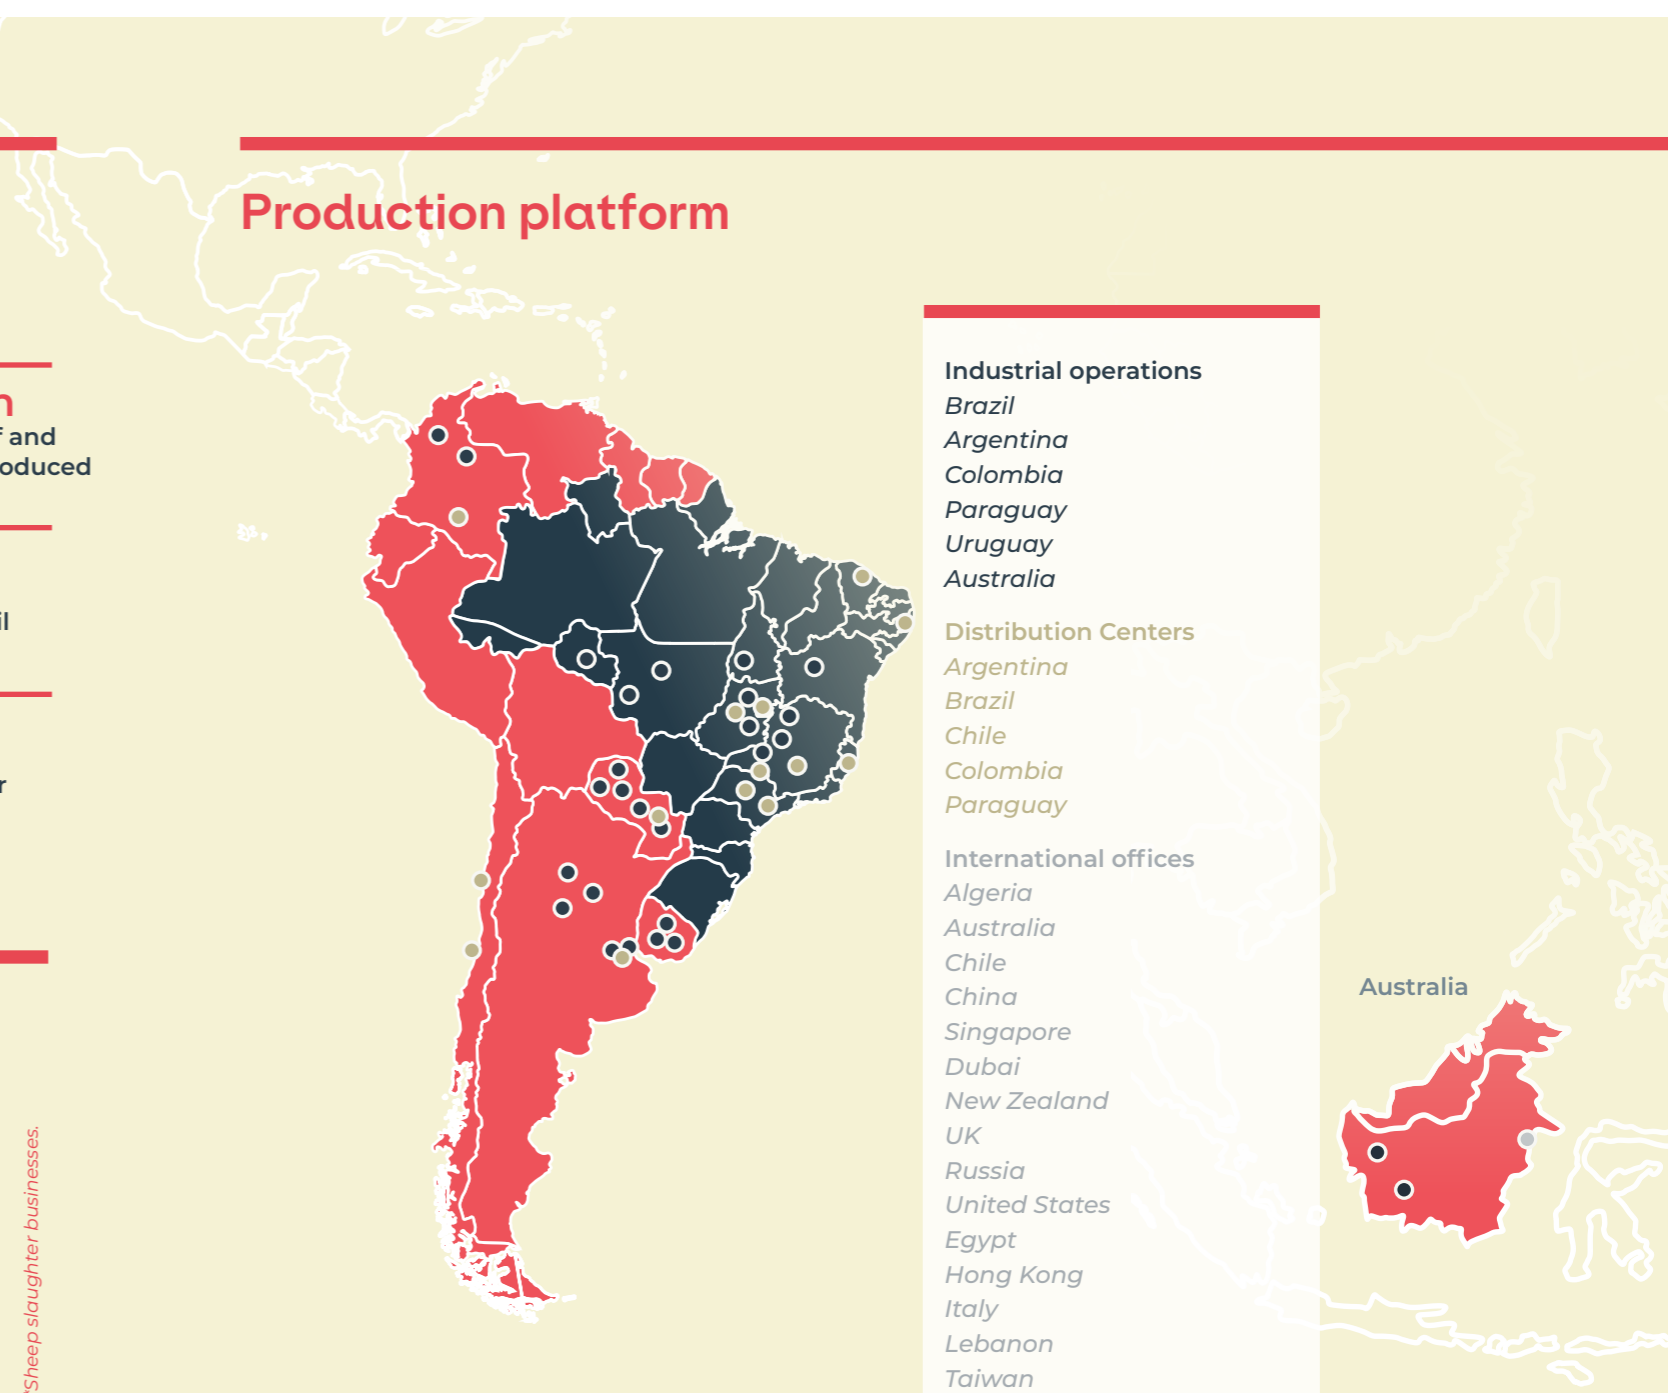 Production platform
n
f and
oduced
il
r
*Sheep slaughter businesses.
Industrial operations
Brazil
Argentina
Colombia
Paraguay
Uruguay
Australia
Distribution Centers
Argentina
Brazil
Chile
Colombia
Paraguay
International offices
Algeria
Australia
Chile
China
Singapore
Dubai
New Zealand
UK
Russia
United States
Egypt
Hong Kong
Italy
Lebanon
Taiwan
Australia